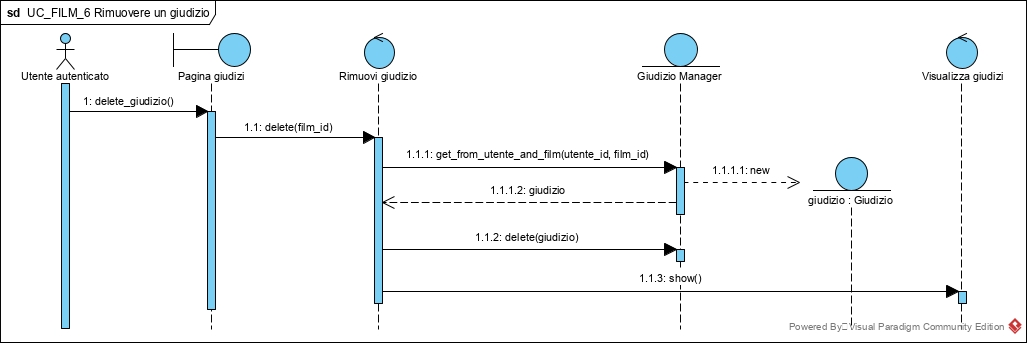 sd UC_FILM_6 Rimuovere un giudizio
Utente autenticato
Pagina giudizi
Rimuovi giudizio
Giudizio Manager
Visualizza giudizi
1: delete_giudizio()
1.1: delete(film_id)
1.1.1: get_from_utente_and_film(utente_id, film_id)
1.1.1.1: new
1.1.1.2: giudizio
giudizio : Giudizio
1.1.2: delete(giudizio)
1.1.3: show()
Powered By Visual Paradigm Community Edition